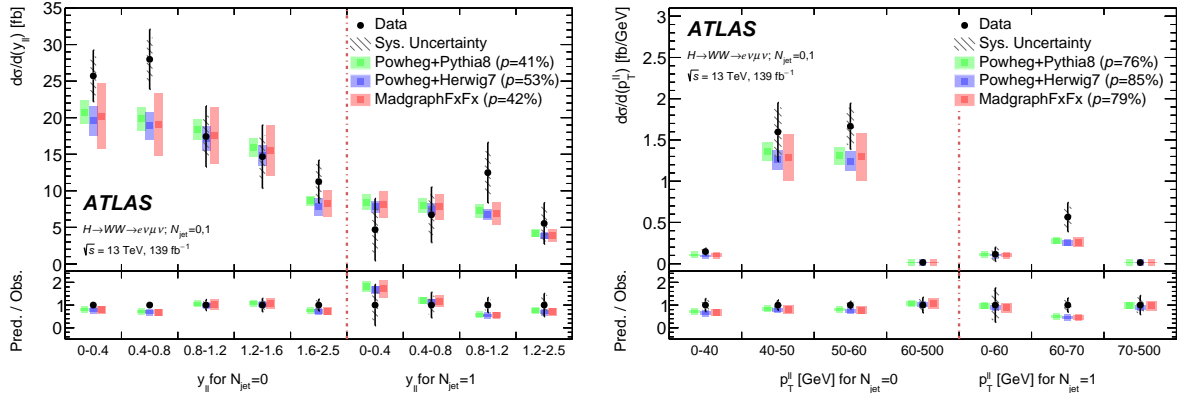 dσ/d(y_ll) [fb]
35
30
25
20
15
10
5
0
Data
Sys. Uncertainty
Powheg+Pythia8 (p=41%)
Powheg+Herwig7 (p=53%)
MadgraphFxFx (p=42%)
ATLAS
H→WW→eνμν; N_jet=0,1
√s = 13 TeV, 139 fb⁻¹
Pred. / Obs.
2
1
0
0-0.4 0.4-0.8 0.8-1.2 1.2-1.6 1.6-2.5 0-0.4 0.4-0.8 0.8-1.2 1.2-2.5
y_ll for N_jet=0 y_ll for N_jet=1
dσ/d(p_T^ll) [fb/GeV]
3
2.5
2
1.5
1
0.5
0
ATLAS
H→WW→eνμν; N_jet=0,1
√s = 13 TeV, 139 fb⁻¹
Data
Sys. Uncertainty
Powheg+Pythia8 (p=76%)
Powheg+Herwig7 (p=85%)
MadgraphFxFx (p=79%)
Pred. / Obs.
2
1
0
0-40 40-50 50-60 60-500 0-60 60-70 70-500
p_T^ll [GeV] for N_jet=0 p_T^ll [GeV] for N_jet=1